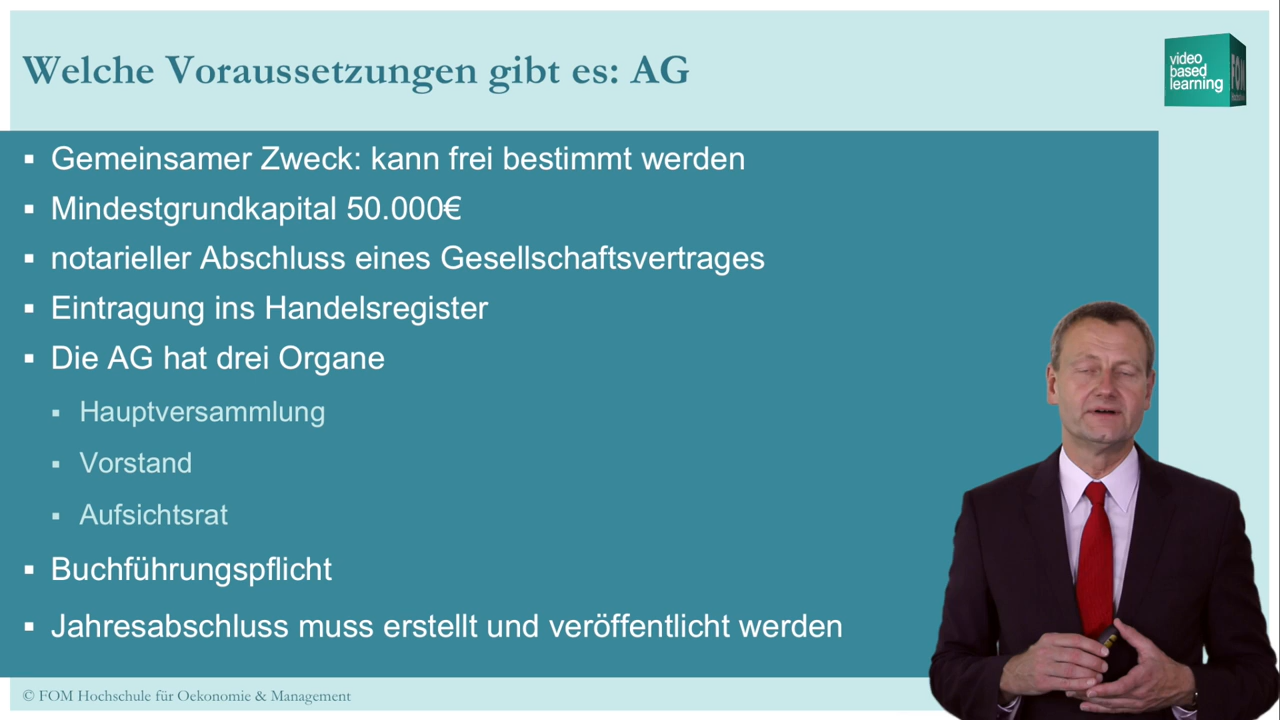 Welche Voraussetzungen gibt es: AG
video
based
learning
FOM
Hochschule
▪ Gemeinsamer Zweck: kann frei bestimmt werden
▪ Mindestgrundkapital 50.000€
▪ notarieller Abschluss eines Gesellschaftsvertrages
▪ Eintragung ins Handelsregister
▪ Die AG hat drei Organe
▪ Hauptversammlung
▪ Vorstand
▪ Aufsichtsrat
▪ Buchführungspflicht
▪ Jahresabschluss muss erstellt und veröffentlicht werden
© FOM Hochschule für Oekonomie & Management